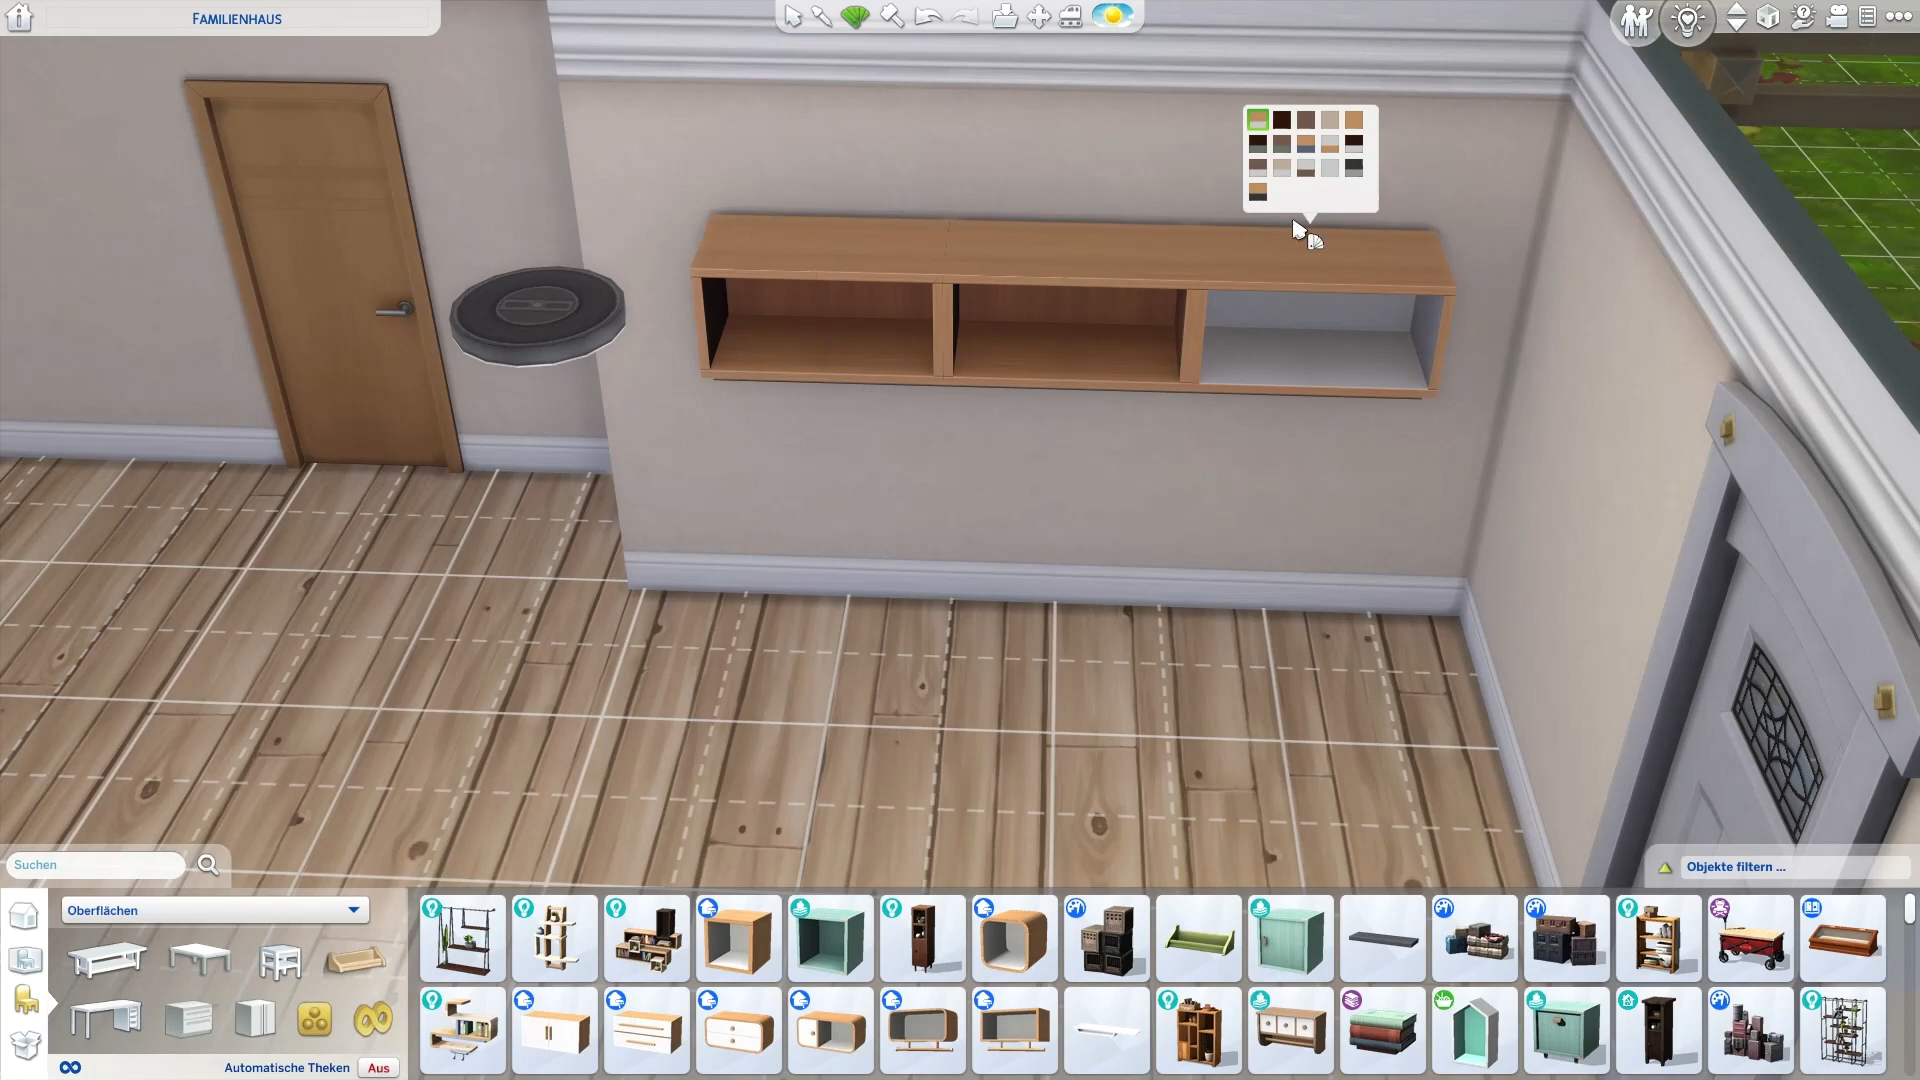 FAMILIENHAUS
Suchen
Objekte filtern ...
Oberflächen
Automatische Theken
Aus